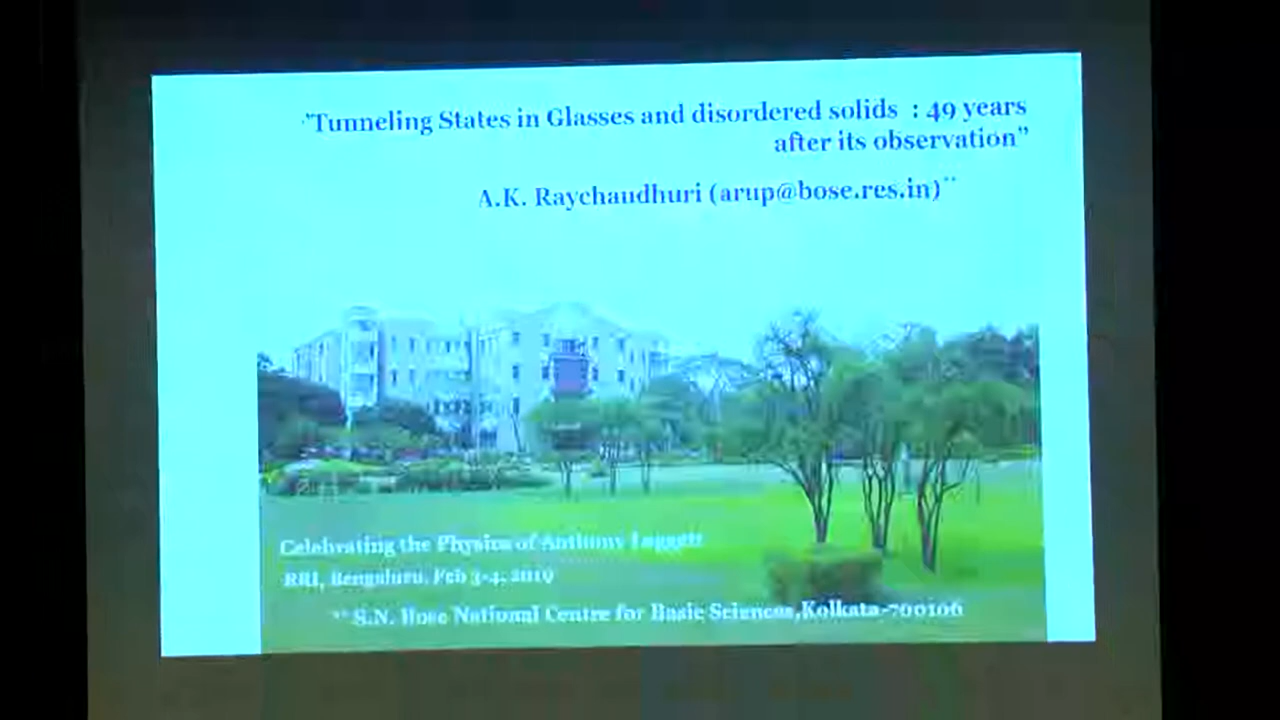 "Tunneling States in Glasses and disordered solids : 49 years
after its observation"
A.K. Raychaudhuri (arup@bose.res.in)**
Celebrating the Physics of Anthony Leggett
RRI, Bengaluru, Feb 3-4, 2019
** S.N. Bose National Centre for Basic Sciences,Kolkata-700106